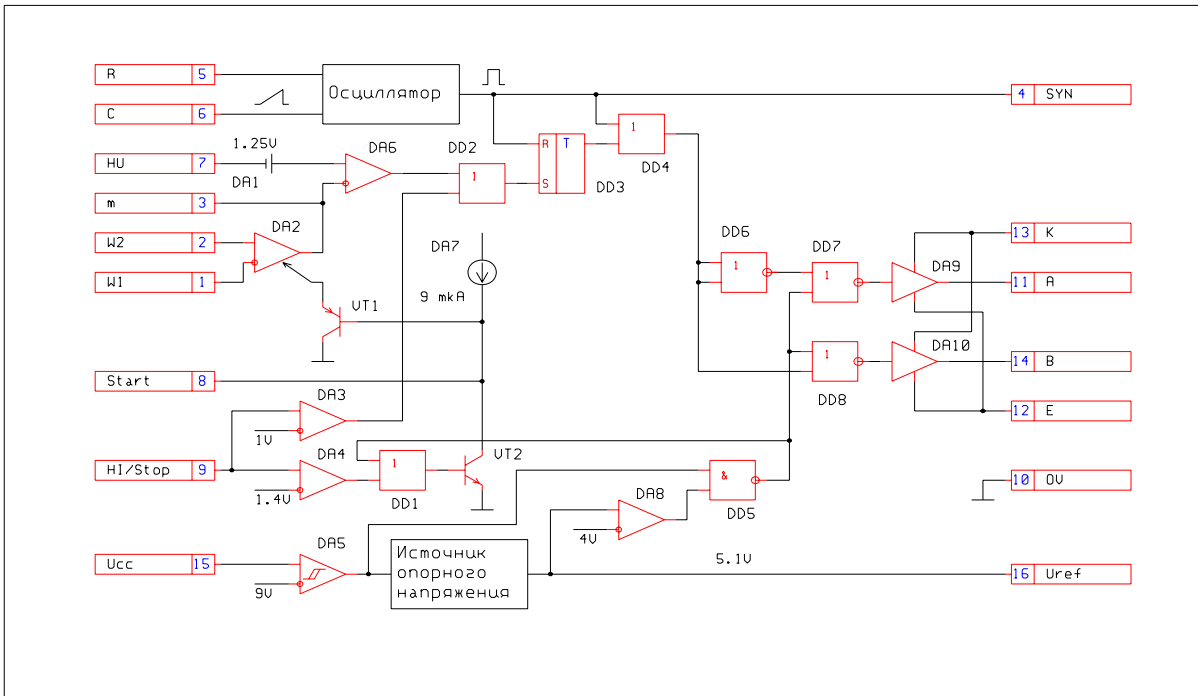 R 5
Осциллятор
4 SYN
C 6
1
1.25V
HU 7
DA1
DA6
DD2
1
R T
S
DD3
DD4
m 3
W2 2
DA2
W1 1
DA7
9 mkA
VT1
DD6
1
DD7
1
DA9
13 K
11 A
Start 8
DA3
1V
1
DD8
DA10
14 B
12 E
HI/Stop 9
DA4
1.4V
1
DD1
VT2
&
DD5
DA8
4V
10 0V
Ucc 15
DA5
9V
Источник
опорного
напряжения
5.1V
16 Uref